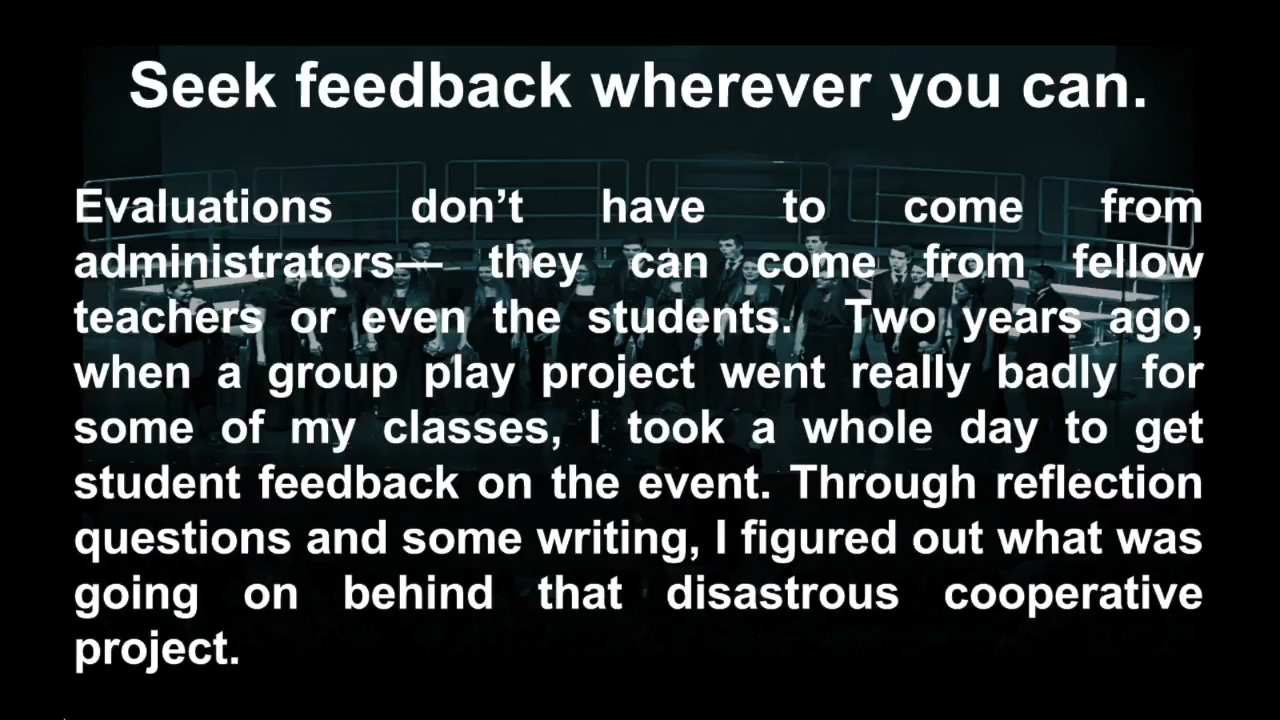 Seek feedback wherever you can.
Evaluations don’t have to come from
administrators— they can come from fellow
teachers or even the students. Two years ago,
when a group play project went really badly for
some of my classes, I took a whole day to get
student feedback on the event. Through reflection
questions and some writing, I figured out what was
going on behind that disastrous cooperative
project.